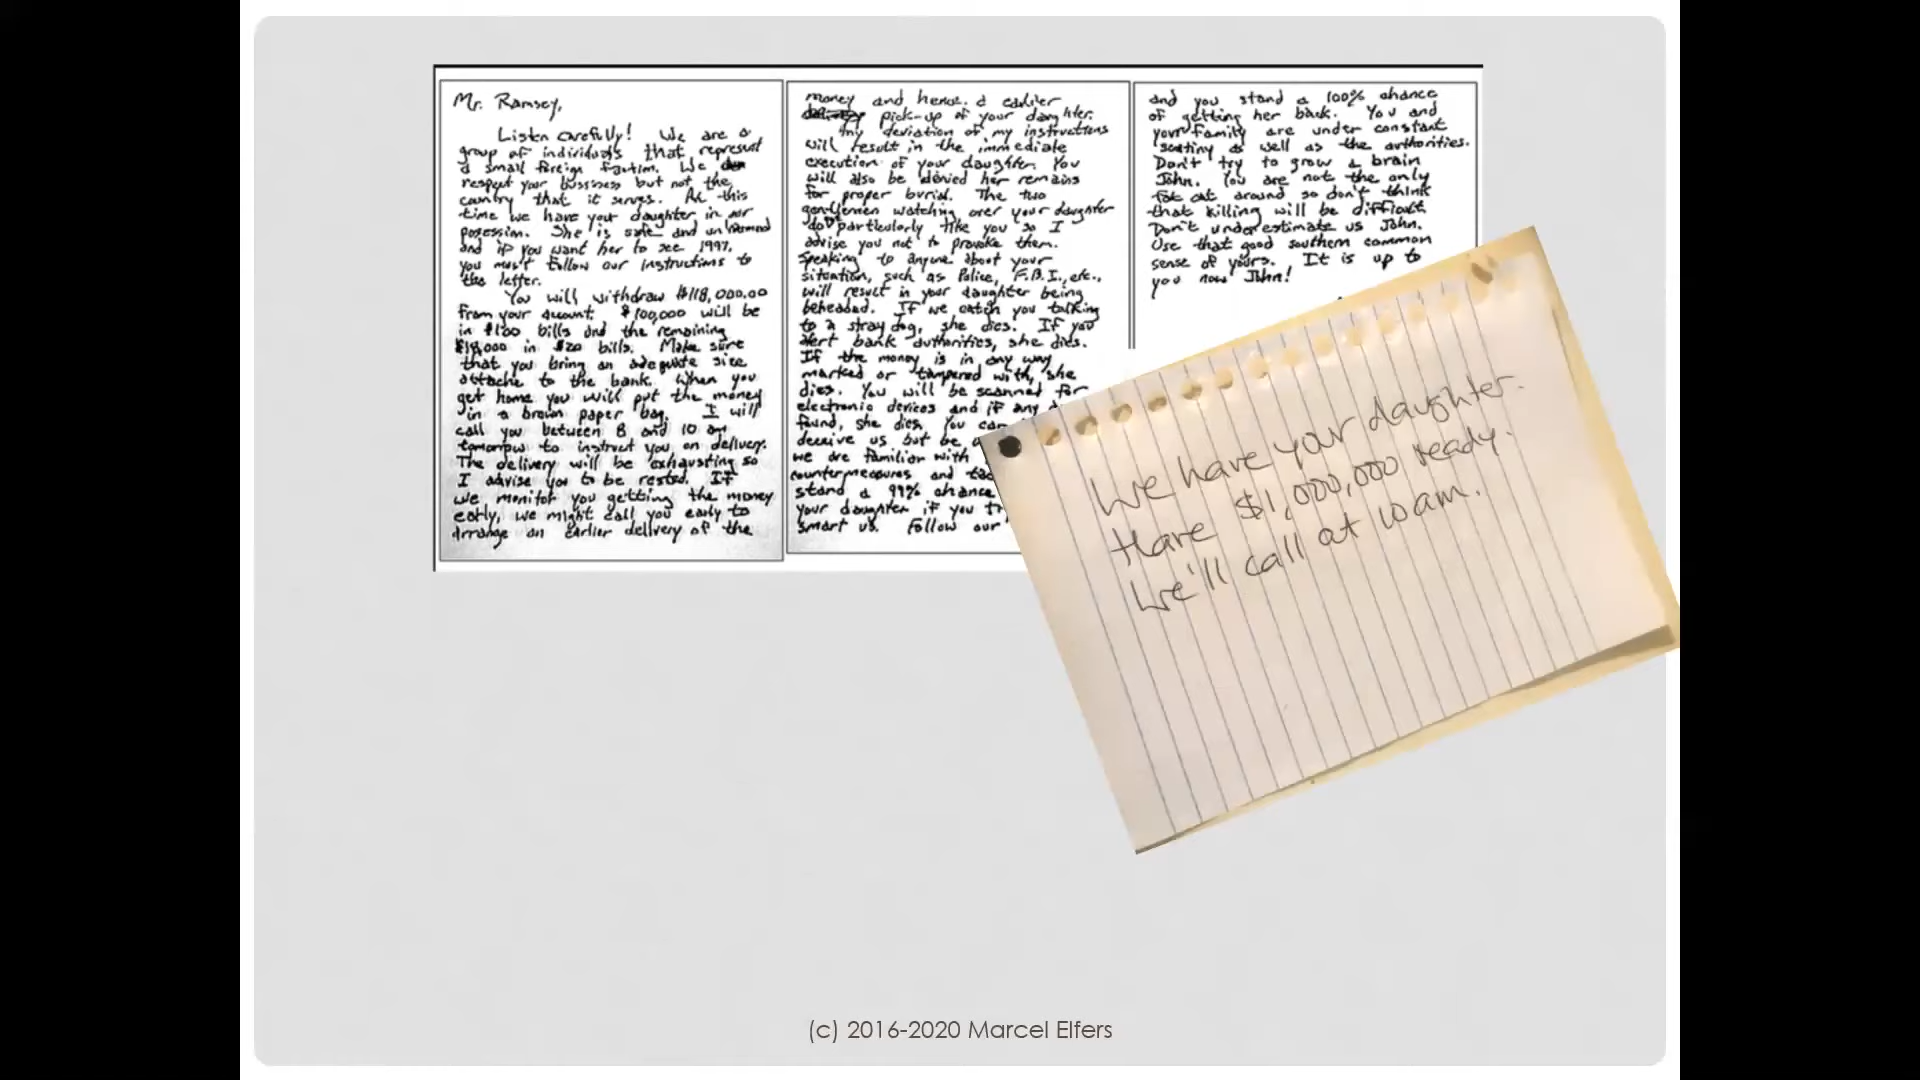 Mr. Ramsey,
Listen carefully! We are a
group of individuals that represent
a small foreign faction. We
respect your bussiness but not the
country that it serves. At this
time we have your daughter in our
posession. She is safe and unharmed
and if you want her to see 1997,
you must follow our instructions to
the letter.
You will withdraw $118,000.00
from your account. $100,000 will be
in $100 bills and the remaining
$18,000 in $20 bills. Make sure
that you bring an adequate size
attache to the bank. When you
get home you will put the money
in a brown paper bag. I will
call you between 8 and 10 am
tomorrow to instruct you on delivery.
The delivery will be exhausting so
I advise you to be rested. If
we monitor you getting the money
early, we might call you early to
arrange an earlier delivery of the
money and hence. a earlier
delivery pick-up of your daughter.
Any deviation of my instructions
will result in the immediate
execution of your daughter. You
will also be denied her remains
for proper burial. The two
gentlemen watching over your daughter
do not particularly like you so I
advise you not to provoke them.
Speaking to anyone about your
situation, such as Police, F.B.I., etc.,
will result in your daughter being
beheaded. If we catch you talking
to a stray dog, she dies. If you
alert bank authorities, she dies.
If the money is in any way
marked or tampered with, she
dies. You will be scanned for
electronic devices and if any
found, she dies. You can
deceive us but be
we are familiar with
countermeasures and
stand a 99% chance
your daughter if you
smart us. Follow our
and you stand a 100% chance
of getting her back. You and
your family are under constant
scutiny as well as the authorities.
Don't try to grow a brain
John. You are not the only
fat cat around so don't think
that killing will be difficult.
Don't underestimate us John.
Use that good southern common
sense of yours. It is up to
you now John!
We have your daughter.
Have $1,000,000 ready.
We'll call at 10am.
(c) 2016-2020 Marcel Elfers